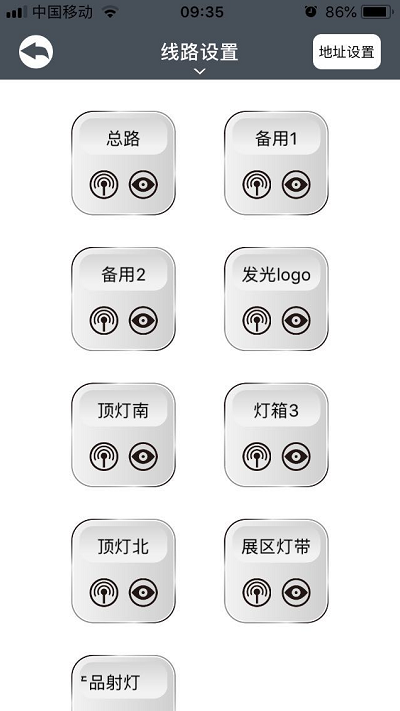 中国移动 09:35 86%
线路设置 地址设置
总路 备用1
备用2 发光logo
顶灯南 灯箱3
顶灯北 展区灯带
品射灯